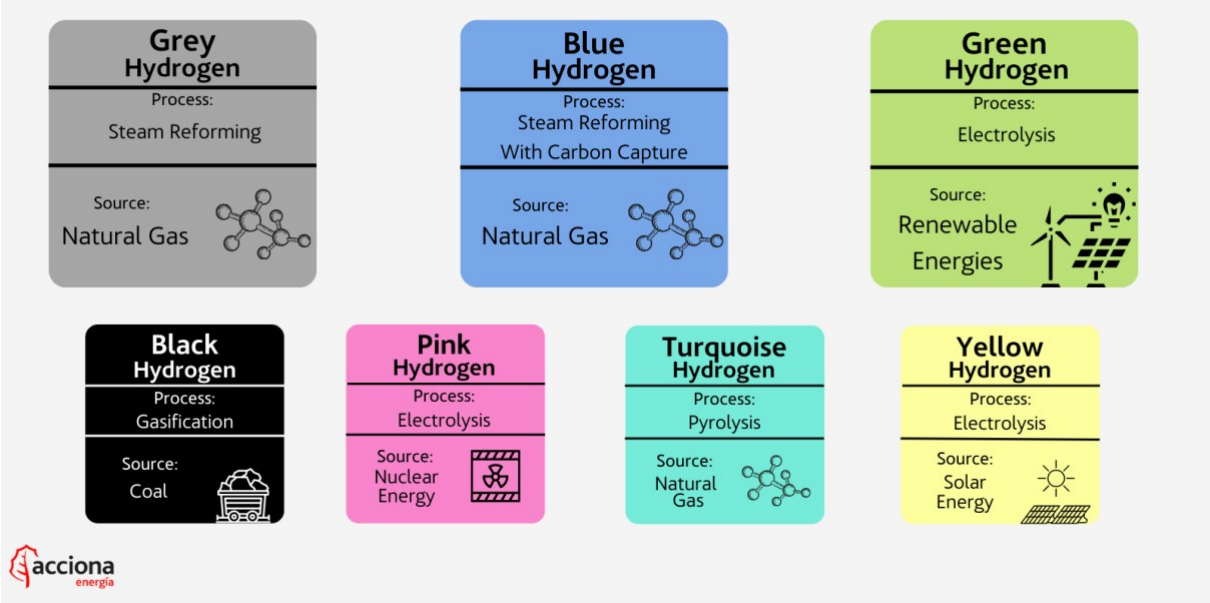 Grey
Hydrogen
Process:
Steam Reforming
Source:
Natural Gas
Blue
Hydrogen
Process:
Steam Reforming
With Carbon Capture
Source:
Natural Gas
Green
Hydrogen
Process:
Electrolysis
Source:
Renewable
Energies
Black
Hydrogen
Process:
Gasification
Source:
Coal
Pink
Hydrogen
Process:
Electrolysis
Source:
Nuclear
Energy
Turquoise
Hydrogen
Process:
Pyrolysis
Source:
Natural
Gas
Yellow
Hydrogen
Process:
Electrolysis
Source:
Solar
Energy
acciona
energía